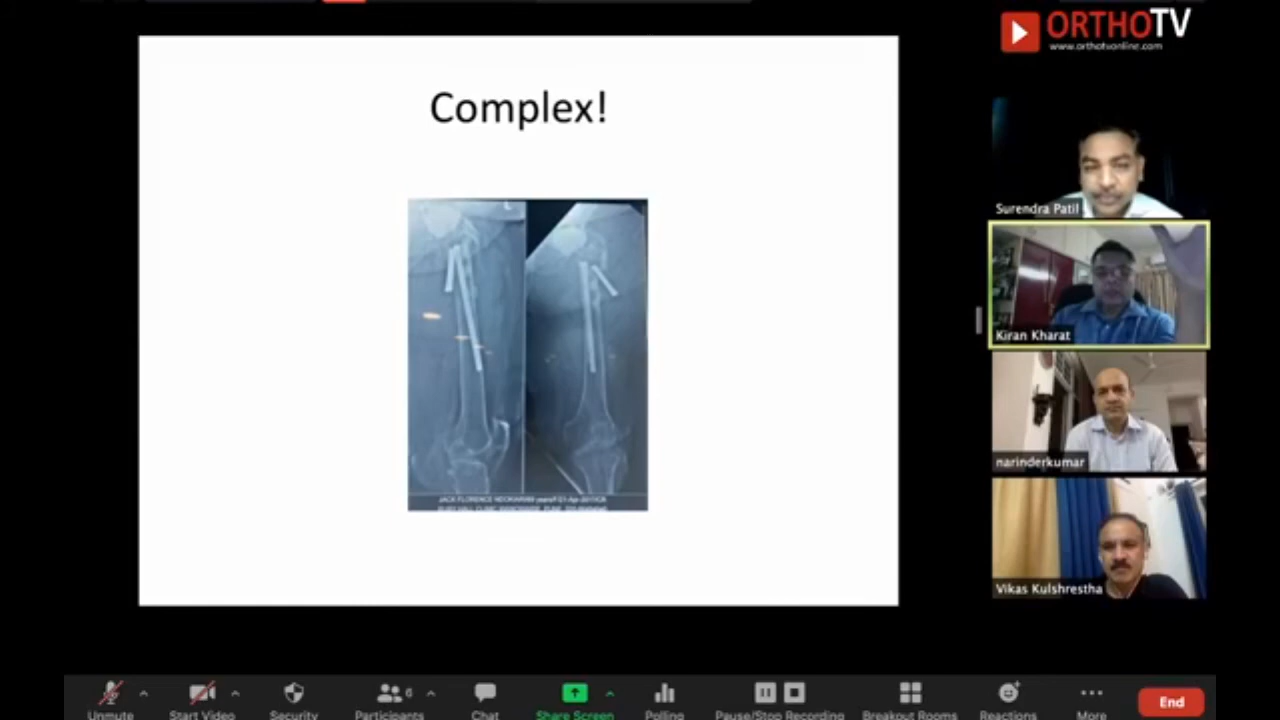 ORTHOTV
www.orthotvonline.com
Complex!
Surendra Patil
Kiran Kharat
narinderkumar
Vikas Kulshrestha
Unmute
Start Video
Security
6
Participants
Chat
Share Screen
Polling
Pause/Stop Recording
Breakout Rooms
Reactions
More
End